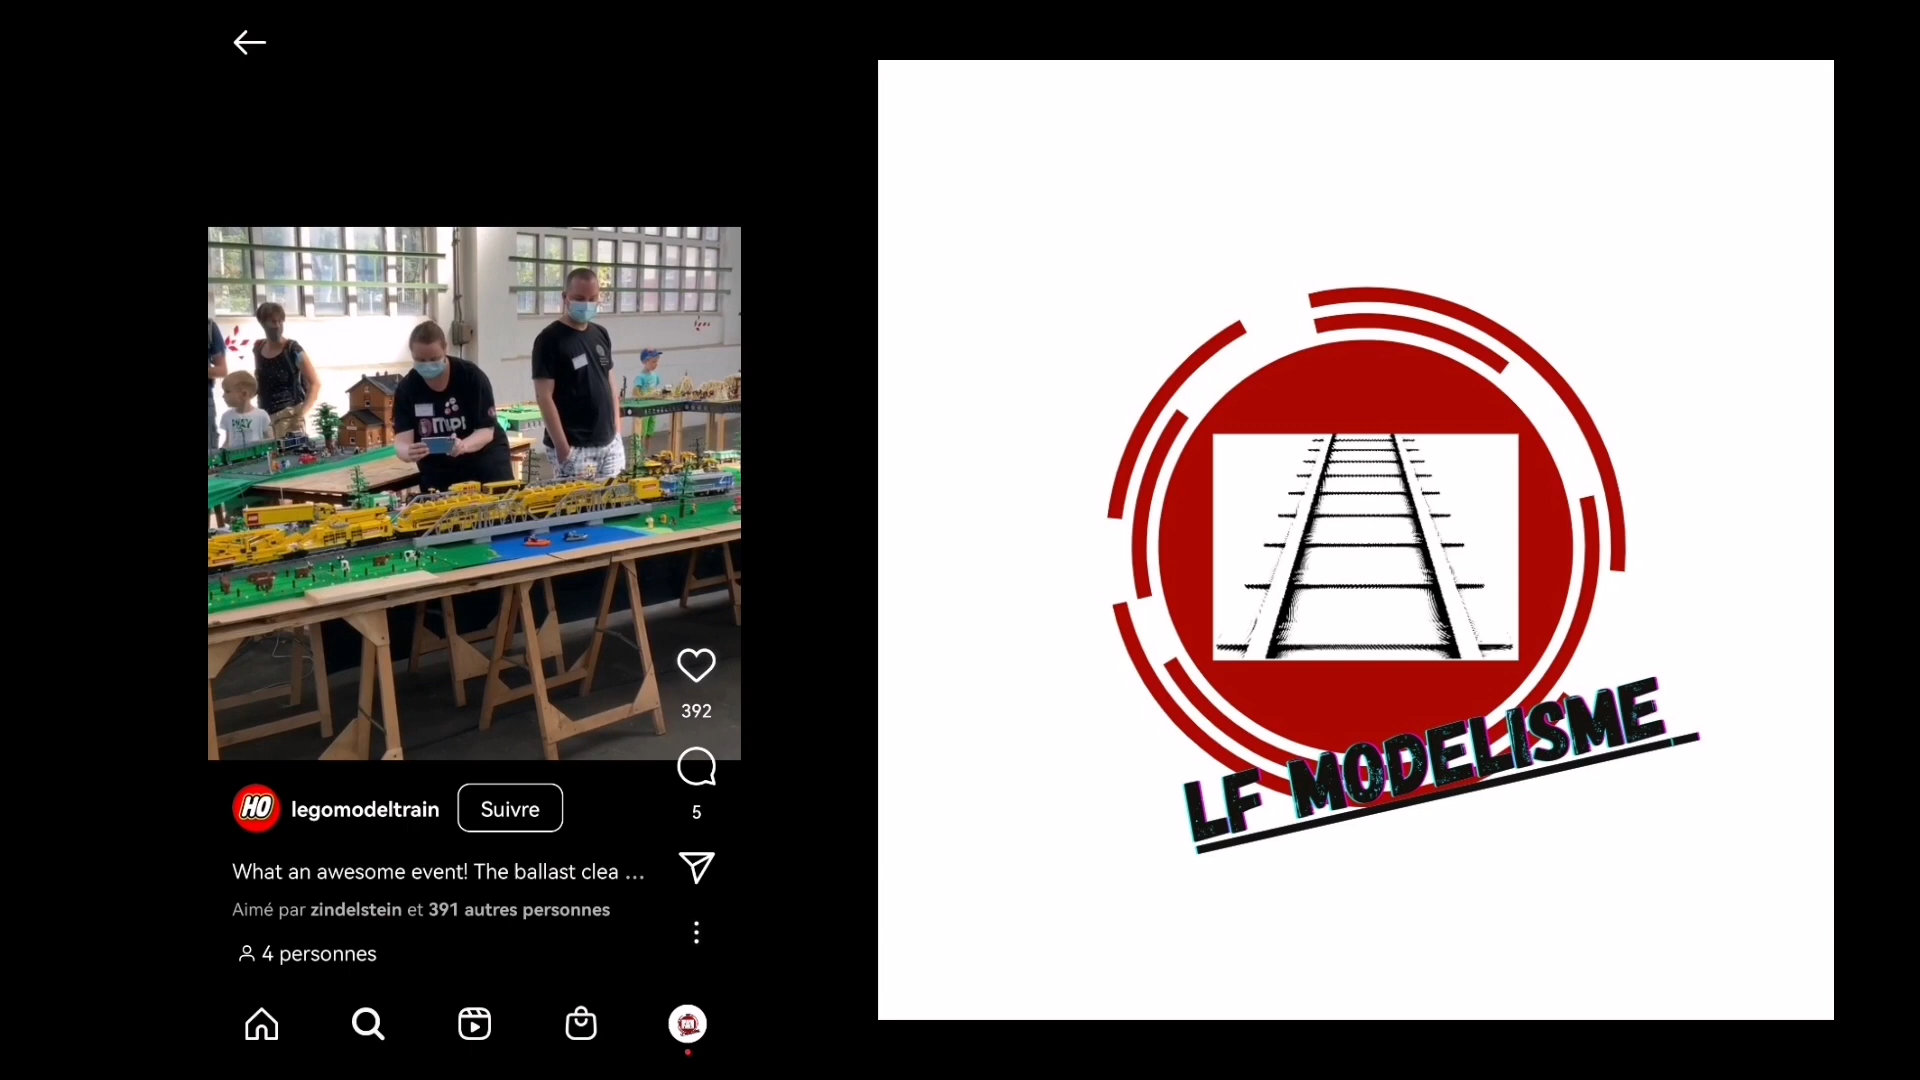 392
5
HO
legomodeltrain
Suivre
What an awesome event! The ballast clea ...
Aimé par zindelstein et 391 autres personnes
4 personnes
LF MODELISME